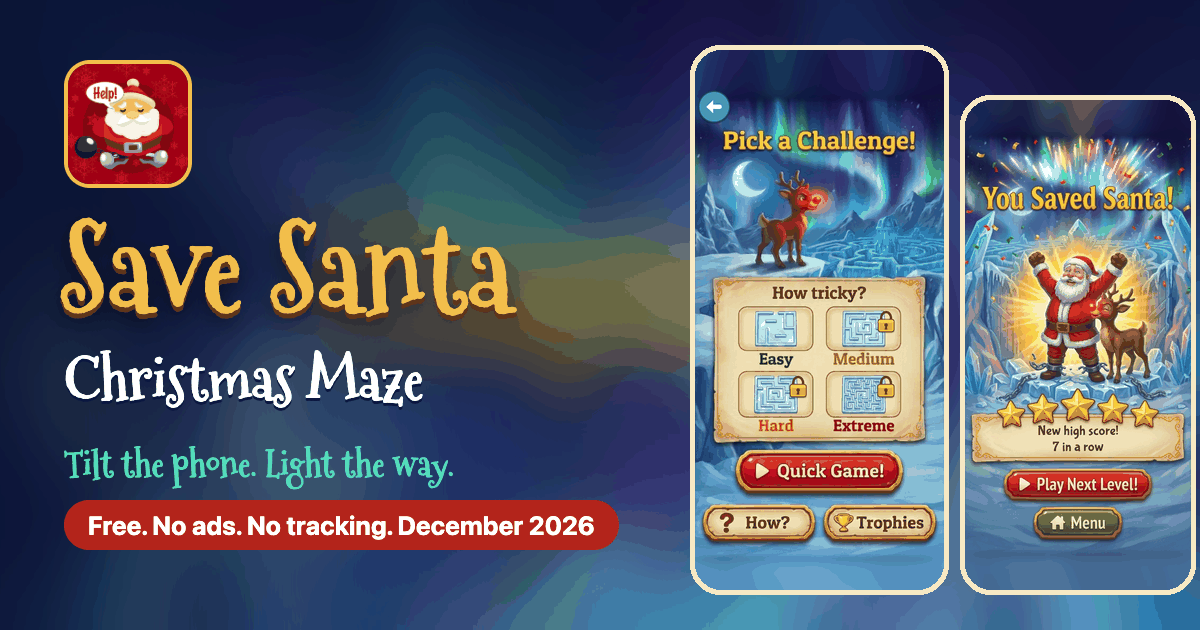 Help!
Save Santa
Christmas Maze
Tilt the phone. Light the way.
Free. No ads. No tracking. December 2026
Pick a Challenge!
How tricky?
Easy
Medium
Hard
Extreme
Quick Game!
? How?
Trophies
You Saved Santa!
New high score!
7 in a row
Play Next Level!
Menu